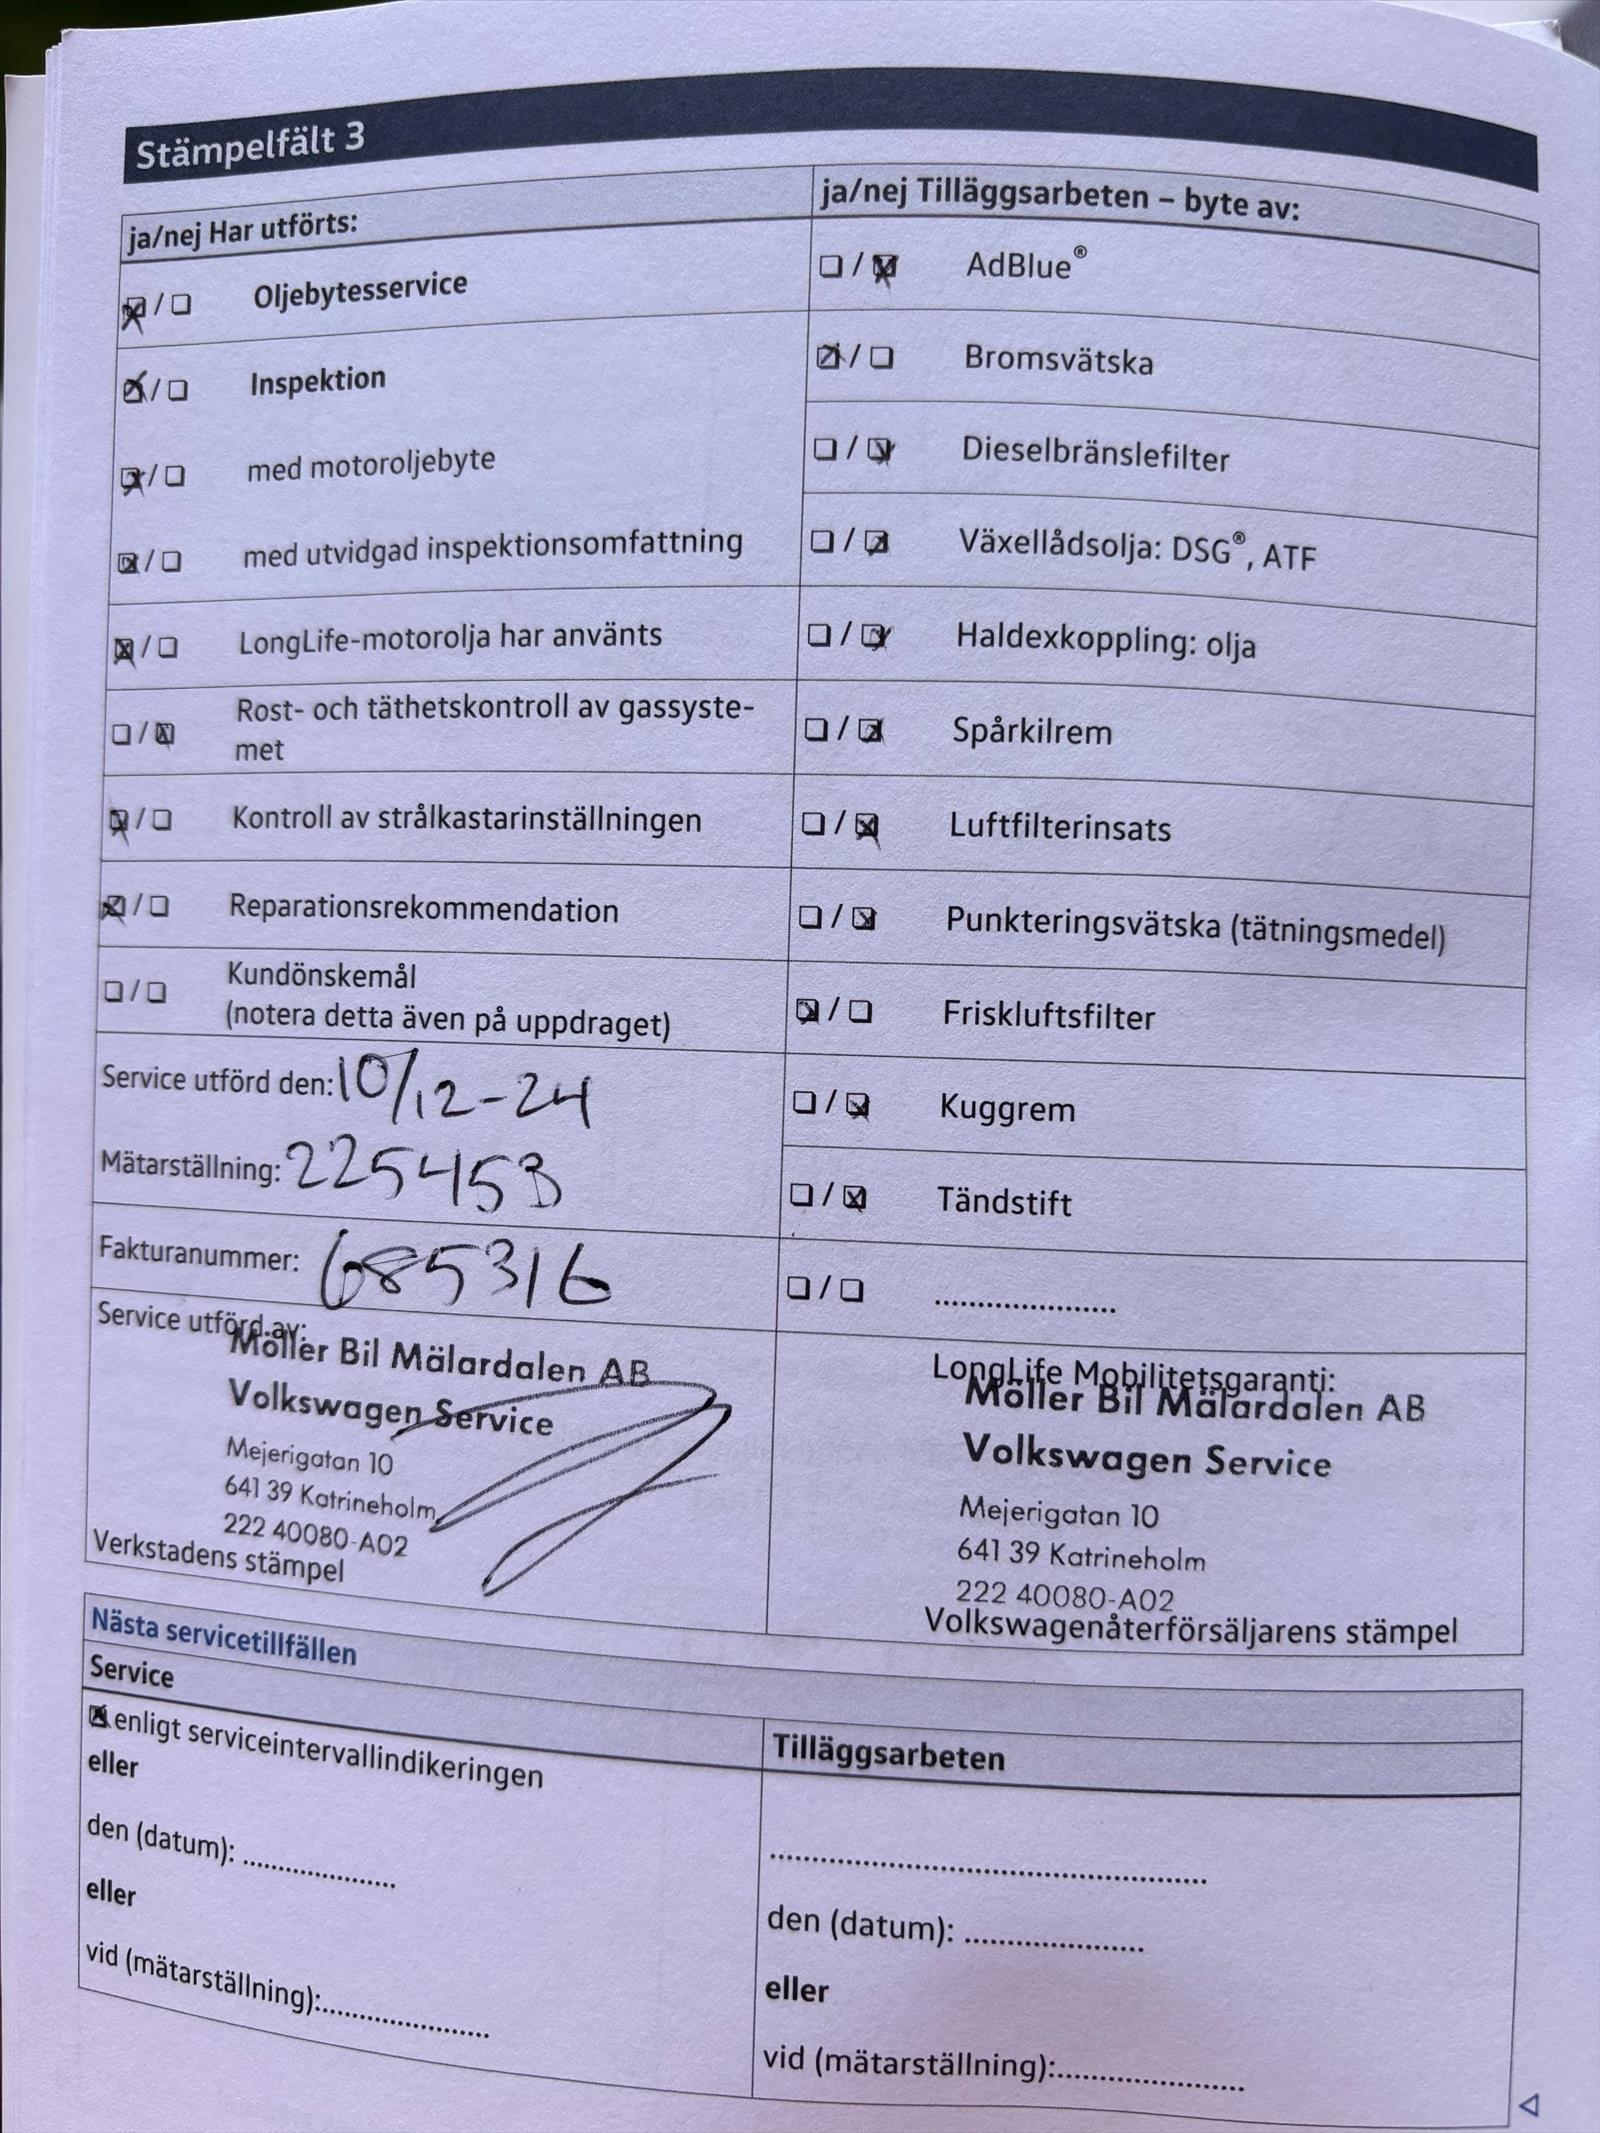 Stämpelfält 3
ja/nej Har utförts:
☒/☐ Oljebytesservice
☒/☐ Inspektion
☒/☐ med motoroljebyte
☒/☐ med utvidgad inspektionsomfattning
☒/☐ LongLife-motorolja har använts
☐/☒ Rost- och täthetskontroll av gassyste-
met
☒/☐ Kontroll av strålkastarinställningen
☒/☐ Reparationsrekommendation
☐/☐ Kundönskemål
(notera detta även på uppdraget)
Service utförd den: 10/12-24
Mätarställning: 225453
Fakturanummer: 685316
Service utförd av:
Möller Bil Mälardalen AB
Volkswagen Service
Mejerigatan 10
641 39 Katrineholm
222 40080-A02
Verkstadens stämpel
ja/nej Tilläggsarbeten – byte av:
☐/☒ AdBlue®
☒/☐ Bromsvätska
☐/☒ Dieselbränslefilter
☐/☒ Växellådsolja: DSG®, ATF
☐/☒ Haldexkoppling: olja
☐/☒ Spårkilrem
☐/☒ Luftfilterinsats
☐/☒ Punkteringsvätska (tätningsmedel)
☒/☐ Friskluftsfilter
☐/☒ Kuggrem
☐/☒ Tändstift
☐/☐ .....................
LongLife Mobilitetsgaranti:
Möller Bil Mälardalen AB
Volkswagen Service
Mejerigatan 10
641 39 Katrineholm
222 40080-A02
Volkswagenåterförsäljarens stämpel
Nästa servicetillfällen
Service
☒ enligt serviceintervallindikeringen
eller
den (datum): ..................
eller
vid (mätarställning):....................
Tilläggsarbeten
....................................................
den (datum): .....................
eller
vid (mätarställning):......................